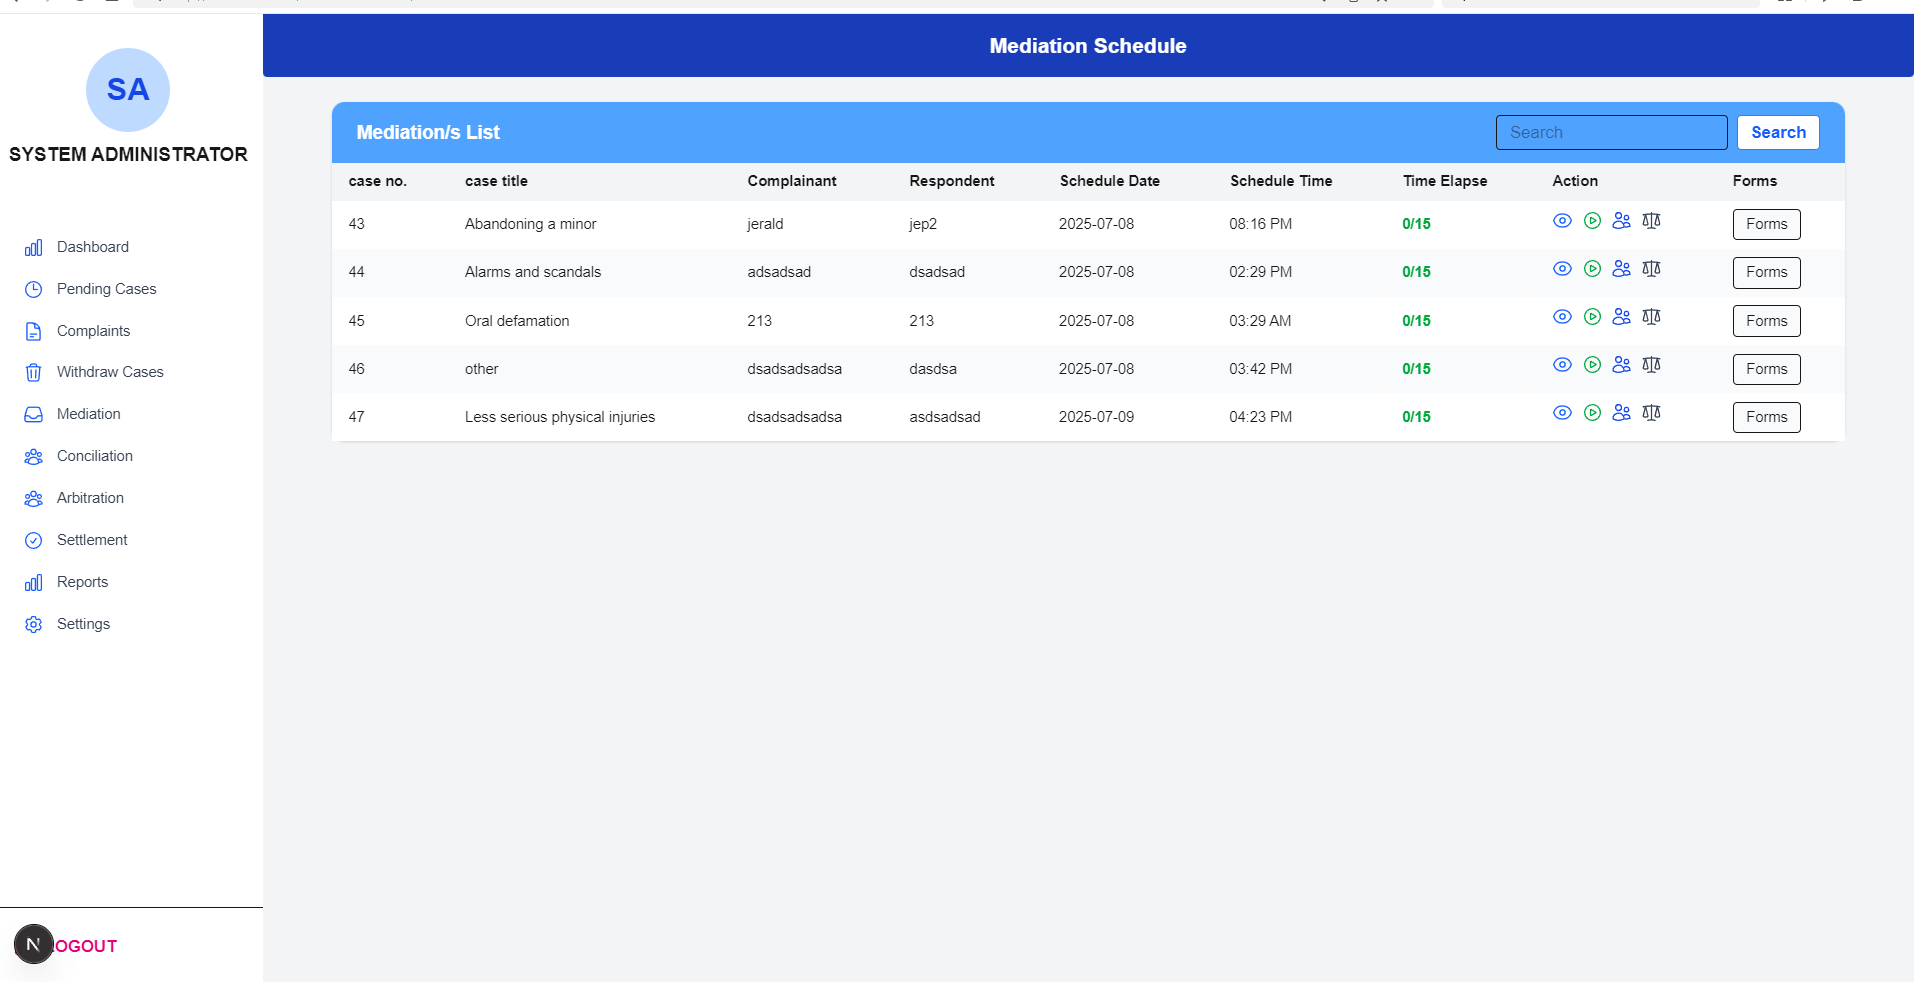 Mediation Schedule
SA
SYSTEM ADMINISTRATOR
Dashboard
Pending Cases
Complaints
Withdraw Cases
Mediation
Conciliation
Arbitration
Settlement
Reports
Settings
N
OGOUT
Mediation/s List
Search
Search
case no. case title Complainant Respondent Schedule Date Schedule Time Time Elapse Action Forms
43 Abandoning a minor jerald jep2 2025-07-08 08:16 PM 0/15 Forms
44 Alarms and scandals adsadsad dsadsad 2025-07-08 02:29 PM 0/15 Forms
45 Oral defamation 213 213 2025-07-08 03:29 AM 0/15 Forms
46 other dsadsadsadsa dasdsa 2025-07-08 03:42 PM 0/15 Forms
47 Less serious physical injuries dsadsadsadsa asdsadsad 2025-07-09 04:23 PM 0/15 Forms